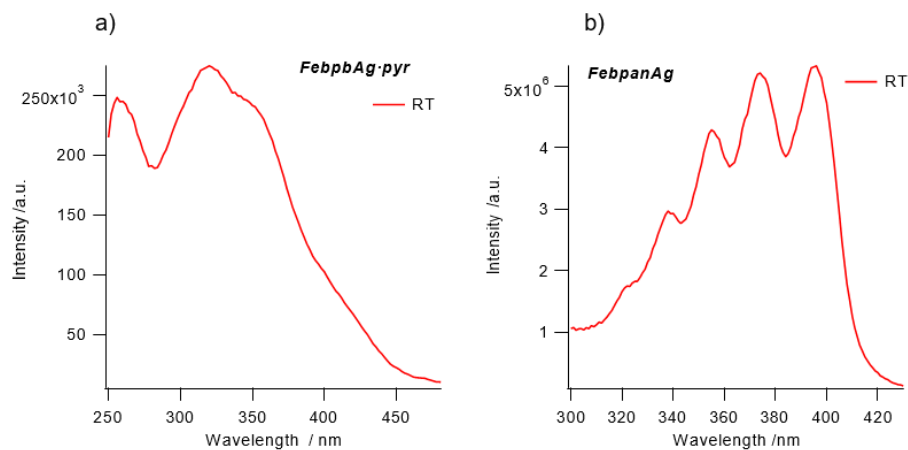 a)
FebpbAg·pyr
RT
250x10³
200
150
100
50
Intensity /a.u.
250 300 350 400 450
Wavelength / nm
b)
FebpanAg
RT
5x10⁶
4
3
2
1
Intensity /a.u.
300 320 340 360 380 400 420
Wavelength /nm